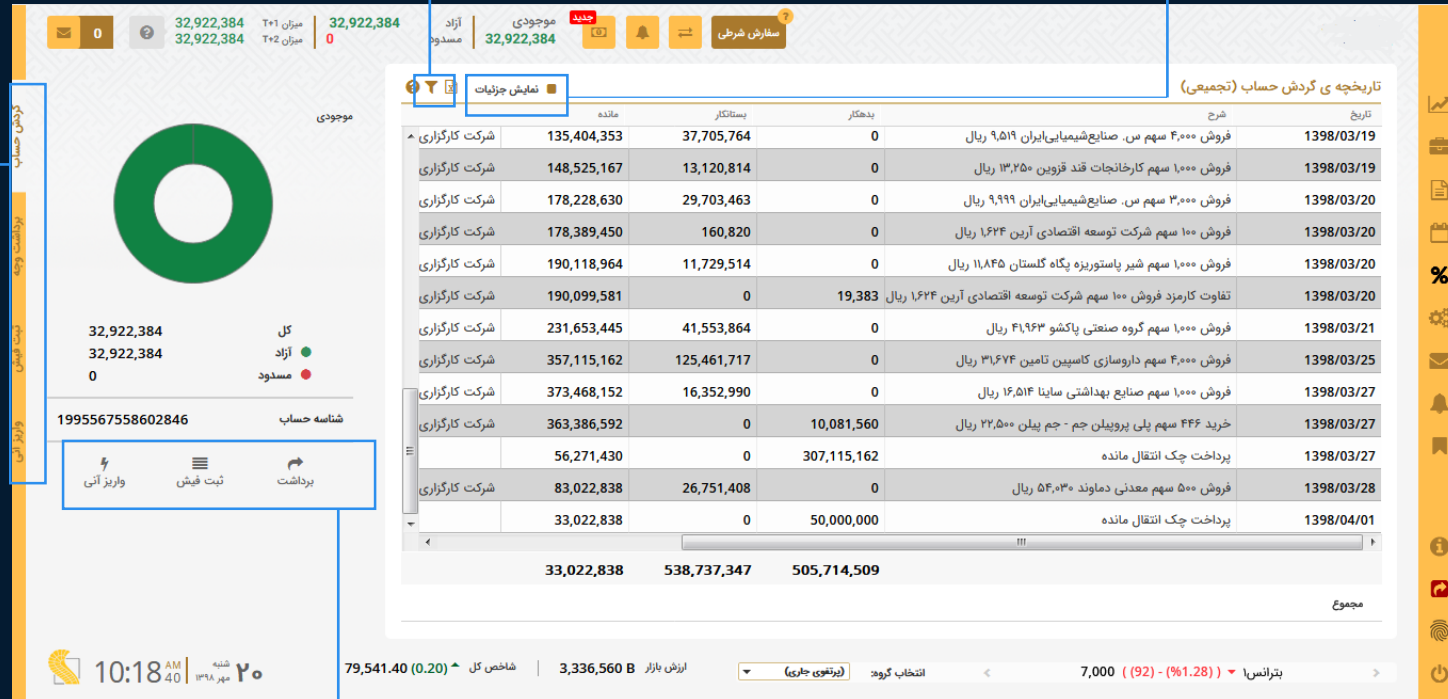 سفارش شرطی
?
جدید
موجودی
32,922,384
آزاد 32,922,384
مسدود 0
میزان T+1 32,922,384
میزان T+2 32,922,384
0
تاریخچه ی گردش حساب (تجمیعی)
نمایش جزئیات
تاریخ شرح بدهکار بستانکار مانده
1398/03/19 فروش ۴,۰۰۰ سهم س. صنایع‌شیمیایی‌ایران ۹,۵۱۹ ریال 0 37,705,764 135,404,353 شرکت کارگزاری
1398/03/19 فروش ۱,۰۰۰ سهم کارخانجات قند قزوین ۱۳,۲۵۰ ریال 0 13,120,814 148,525,167 شرکت کارگزاری
1398/03/20 فروش ۳,۰۰۰ سهم س. صنایع‌شیمیایی‌ایران ۹,۹۹۹ ریال 0 29,703,463 178,228,630 شرکت کارگزاری
1398/03/20 فروش ۱۰۰ سهم شرکت توسعه اقتصادی آرین ۱,۶۲۴ ریال 0 160,820 178,389,450 شرکت کارگزاری
1398/03/20 فروش ۱,۰۰۰ سهم شیر پاستوریزه پگاه گلستان ۱۱,۸۴۵ ریال 0 11,729,514 190,118,964 شرکت کارگزاری
1398/03/20 تفاوت کارمزد فروش ۱۰۰ سهم شرکت توسعه اقتصادی آرین ۱,۶۲۴ ریال 19,383 0 190,099,581 شرکت کارگزاری
1398/03/21 فروش ۱,۰۰۰ سهم گروه صنعتی پاکشو ۴۱,۹۶۳ ریال 0 41,553,864 231,653,445 شرکت کارگزاری
1398/03/25 فروش ۴,۰۰۰ سهم داروسازی کاسپین تامین ۳۱,۶۷۴ ریال 0 125,461,717 357,115,162 شرکت کارگزاری
1398/03/27 فروش ۱,۰۰۰ سهم صنایع بهداشتی ساینا ۱۶,۵۱۴ ریال 0 16,352,990 373,468,152 شرکت کارگزاری
1398/03/27 خرید ۴۴۶ سهم پلی پروپیلن جم - جم پیلن ۲۲,۵۰۰ ریال 10,081,560 0 363,386,592 شرکت کارگزاری
1398/03/27 پرداخت چک انتقال مانده 307,115,162 0 56,271,430
1398/03/28 فروش ۵۰۰ سهم معدنی دماوند ۵۴,۰۳۰ ریال 0 26,751,408 83,022,838 شرکت کارگزاری
1398/04/01 پرداخت چک انتقال مانده 50,000,000 0 33,022,838
505,714,509 538,737,347 33,022,838
مجموع
موجودی
کل 32,922,384
آزاد 32,922,384
مسدود 0
شناسه حساب 1995567558602846
برداشت ثبت فیش واریز آنی
گردش حساب
برداشت وجه
ثبت فیش
واریز آنی
بترانس۱ 7,000 ( (92) - (%1.28) )
انتخاب گروه: (پرتفوی جاری)
ارزش بازار 3,336,560 B
شاخص کل 79,541.40 (0.20)
۲۰ شنبه
مهر ۱۳۹۸
10:18 AM
40